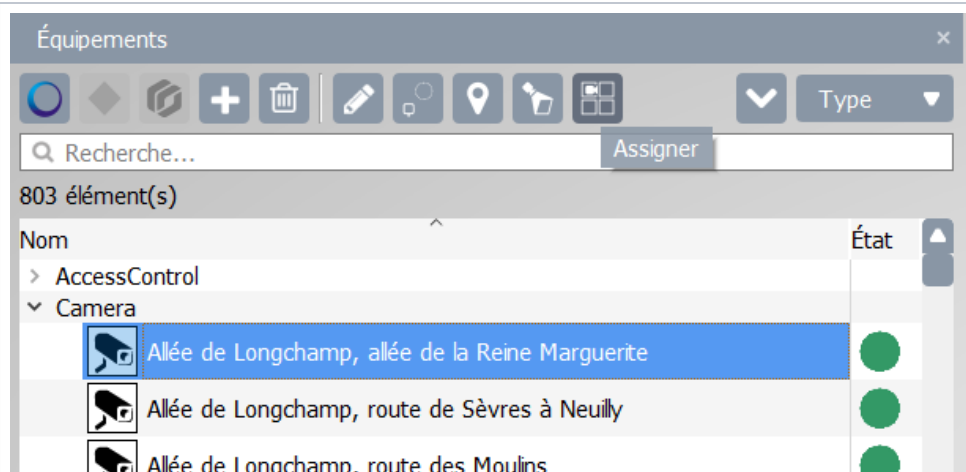 Équipements
Type
Recherche...
Assigner
803 élément(s)
Nom
État
AccessControl
Camera
Allée de Longchamp, allée de la Reine Marguerite
Allée de Longchamp, route de Sèvres à Neuilly
Allée de Longchamp, route des Moulins